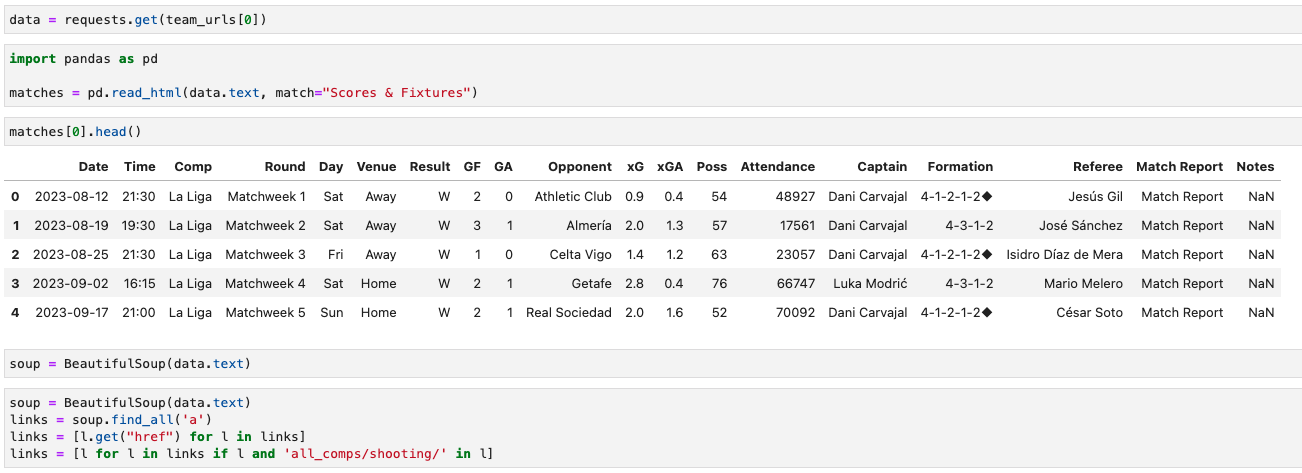 data = requests.get(team_urls[0])
import pandas as pd
matches = pd.read_html(data.text, match="Scores & Fixtures")
matches[0].head()
Date Time Comp Round Day Venue Result GF GA Opponent xG xGA Poss Attendance Captain Formation Referee Match Report Notes
0 2023-08-12 21:30 La Liga Matchweek 1 Sat Away W 2 0 Athletic Club 0.9 0.4 54 48927 Dani Carvajal 4-1-2-1-2◆ Jesús Gil Match Report NaN
1 2023-08-19 19:30 La Liga Matchweek 2 Sat Away W 3 1 Almería 2.0 1.3 57 17561 Dani Carvajal 4-3-1-2 José Sánchez Match Report NaN
2 2023-08-25 21:30 La Liga Matchweek 3 Fri Away W 1 0 Celta Vigo 1.4 1.2 63 23057 Dani Carvajal 4-1-2-1-2◆ Isidro Díaz de Mera Match Report NaN
3 2023-09-02 16:15 La Liga Matchweek 4 Sat Home W 2 1 Getafe 2.8 0.4 76 66747 Luka Modrić 4-3-1-2 Mario Melero Match Report NaN
4 2023-09-17 21:00 La Liga Matchweek 5 Sun Home W 2 1 Real Sociedad 2.0 1.6 52 70092 Dani Carvajal 4-1-2-1-2◆ César Soto Match Report NaN
soup = BeautifulSoup(data.text)
soup = BeautifulSoup(data.text)
links = soup.find_all('a')
links = [l.get("href") for l in links]
links = [l for l in links if l and 'all_comps/shooting/' in l]